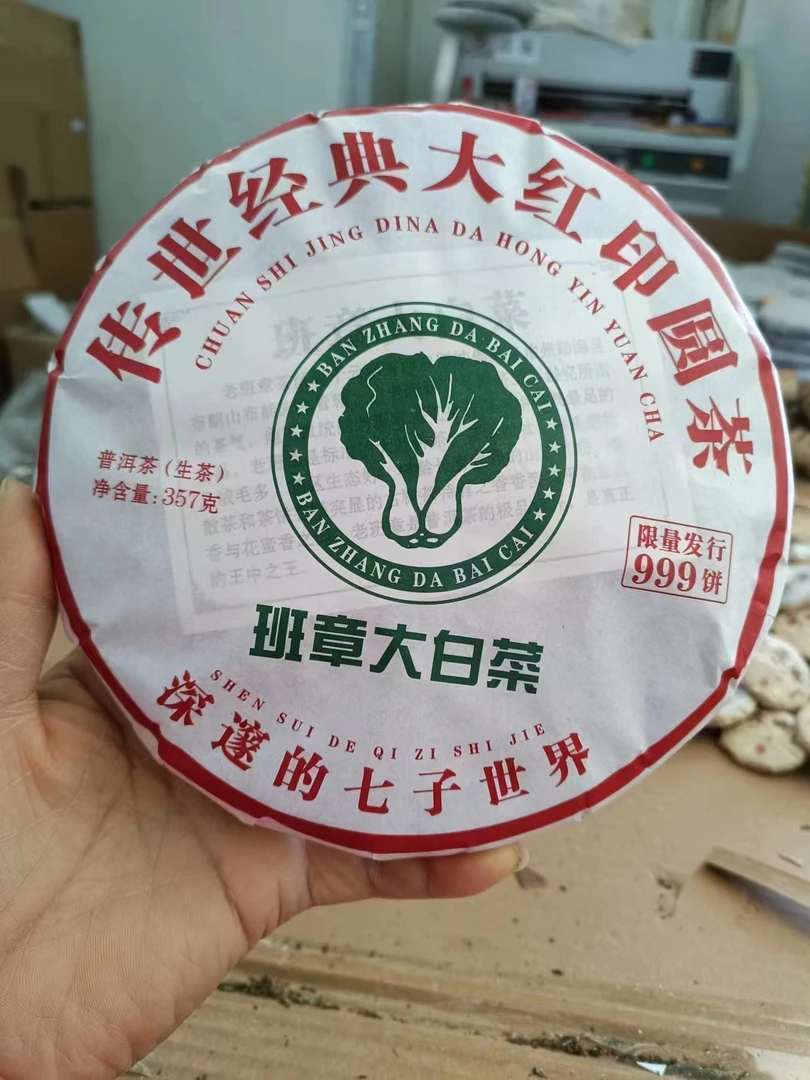 传世经典大红印圆茶
CHUAN SHI JING DINA DA HONG YIN YUAN CHA
BAN ZHANG DA BAI CAI
BAN ZHANG DA BAI CAI
普洱茶（生茶）
净含量：357克
限量发行
999饼
班章大白菜
SHEN SUI DE QI ZI SHI JIE
深邃的七子世界